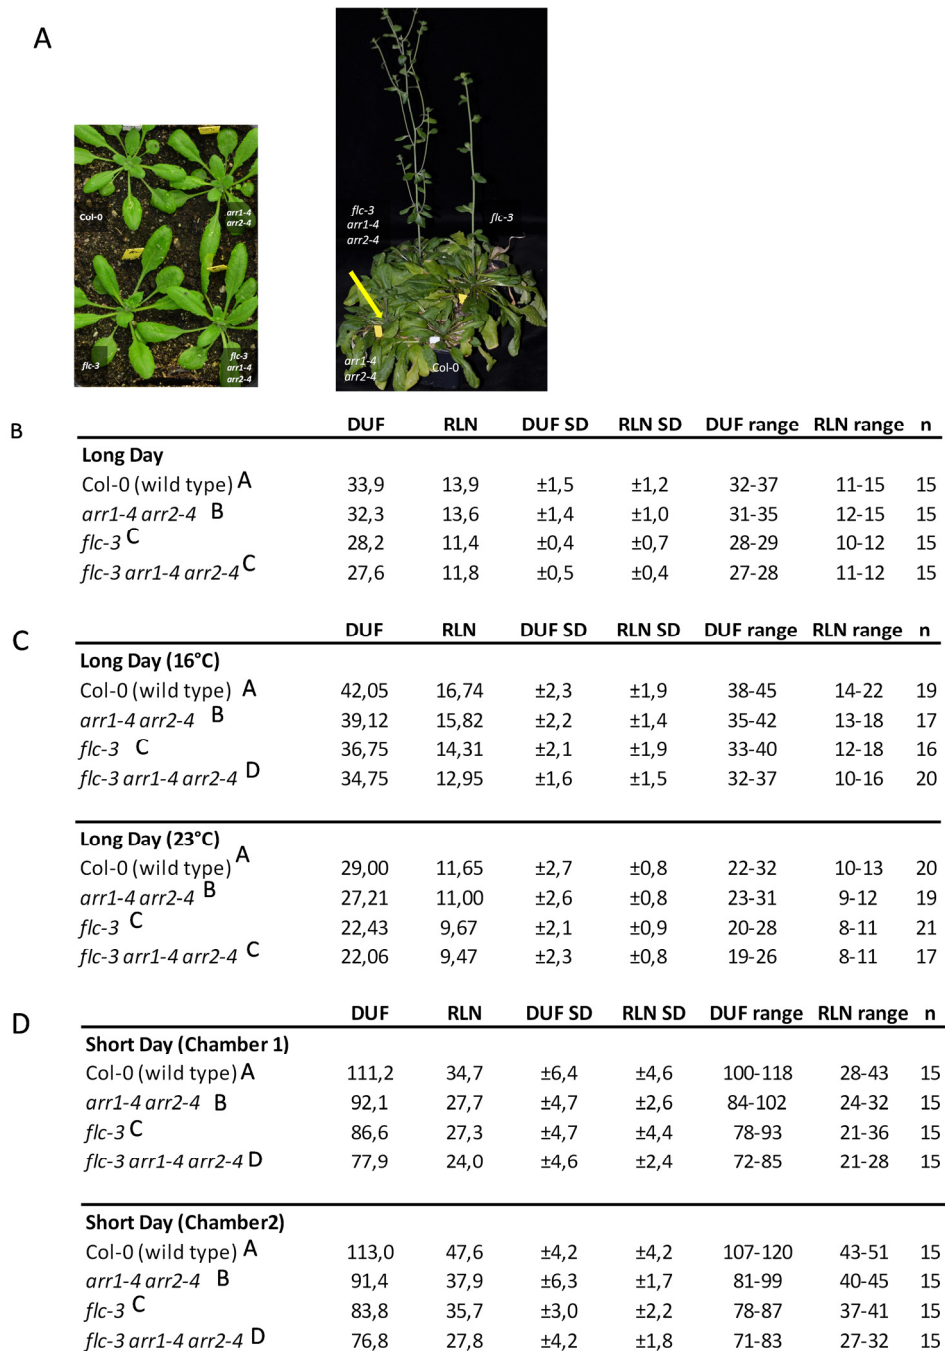 A
Col-0
arr1-4
arr2-4
flc-3
flc-3
arr1-4
arr2-4
flc-3
arr1-4
arr2-4
flc-3
arr1-4
arr2-4
Col-0
B
DUF RLN DUF SD RLN SD DUF range RLN range n
Long Day
Col-0 (wild type) A 33,9 13,9 ±1,5 ±1,2 32-37 11-15 15
arr1-4 arr2-4 B 32,3 13,6 ±1,4 ±1,0 31-35 12-15 15
flc-3 C 28,2 11,4 ±0,4 ±0,7 28-29 10-12 15
flc-3 arr1-4 arr2-4 C 27,6 11,8 ±0,5 ±0,4 27-28 11-12 15
C
DUF RLN DUF SD RLN SD DUF range RLN range n
Long Day (16°C)
Col-0 (wild type) A 42,05 16,74 ±2,3 ±1,9 38-45 14-22 19
arr1-4 arr2-4 B 39,12 15,82 ±2,2 ±1,4 35-42 13-18 17
flc-3 C 36,75 14,31 ±2,1 ±1,9 33-40 12-18 16
flc-3 arr1-4 arr2-4 D 34,75 12,95 ±1,6 ±1,5 32-37 10-16 20
Long Day (23°C)
Col-0 (wild type) A 29,00 11,65 ±2,7 ±0,8 22-32 10-13 20
arr1-4 arr2-4 B 27,21 11,00 ±2,6 ±0,8 23-31 9-12 19
flc-3 C 22,43 9,67 ±2,1 ±0,9 20-28 8-11 21
flc-3 arr1-4 arr2-4 C 22,06 9,47 ±2,3 ±0,8 19-26 8-11 17
D
DUF RLN DUF SD RLN SD DUF range RLN range n
Short Day (Chamber 1)
Col-0 (wild type) A 111,2 34,7 ±6,4 ±4,6 100-118 28-43 15
arr1-4 arr2-4 B 92,1 27,7 ±4,7 ±2,6 84-102 24-32 15
flc-3 C 86,6 27,3 ±4,7 ±4,4 78-93 21-36 15
flc-3 arr1-4 arr2-4 D 77,9 24,0 ±4,6 ±2,4 72-85 21-28 15
Short Day (Chamber2)
Col-0 (wild type) A 113,0 47,6 ±4,2 ±4,2 107-120 43-51 15
arr1-4 arr2-4 B 91,4 37,9 ±6,3 ±1,7 81-99 40-45 15
flc-3 C 83,8 35,7 ±3,0 ±2,2 78-87 37-41 15
flc-3 arr1-4 arr2-4 D 76,8 27,8 ±4,2 ±1,8 71-83 27-32 15